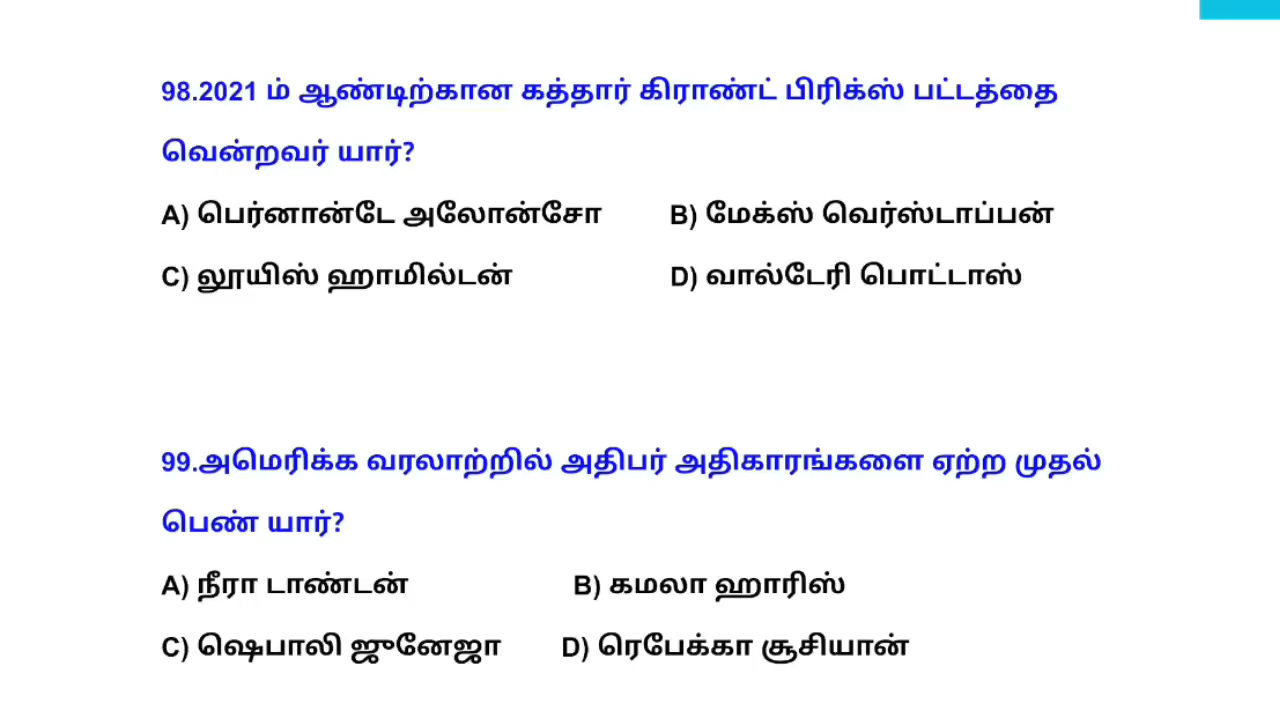 98.2021 ம் ஆண்டிற்கான கத்தார் கிராண்ட் பிரிக்ஸ் பட்டத்தை
வென்றவர் யார்?
A) பெர்னான்டே அலோன்சோ B) மேக்ஸ் வெர்ஸ்டாப்பன்
C) லூயிஸ் ஹாமில்டன் D) வால்டேரி பொட்டாஸ்
99.அமெரிக்க வரலாற்றில் அதிபர் அதிகாரங்களை ஏற்ற முதல்
பெண் யார்?
A) நீரா டாண்டன் B) கமலா ஹாரிஸ்
C) ஷெபாலி ஜுனேஜா D) ரெபேக்கா சூசியான்